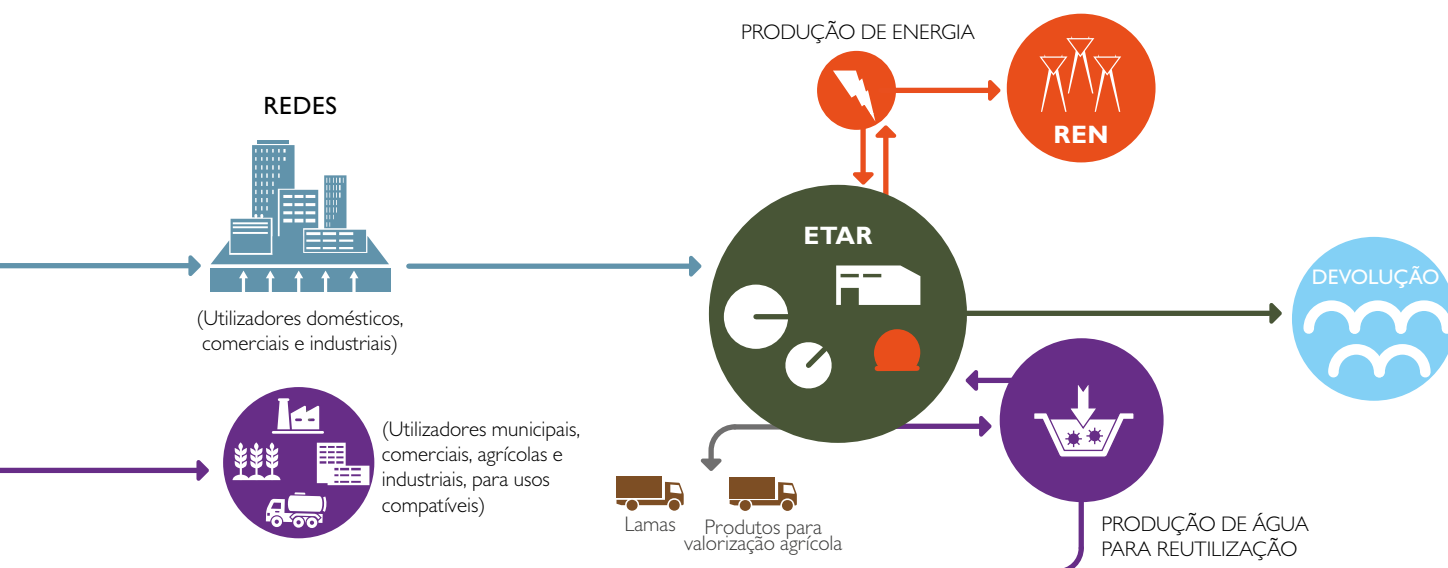 PRODUÇÃO DE ENERGIA
REN
REDES
ETAR
DEVOLUÇÃO
(Utilizadores domésticos,
comerciais e industriais)
(Utilizadores municipais,
comerciais, agrícolas e
industriais, para usos
compatíveis)
Lamas
Produtos para
valorização agrícola
PRODUÇÃO DE ÁGUA
PARA REUTILIZAÇÃO